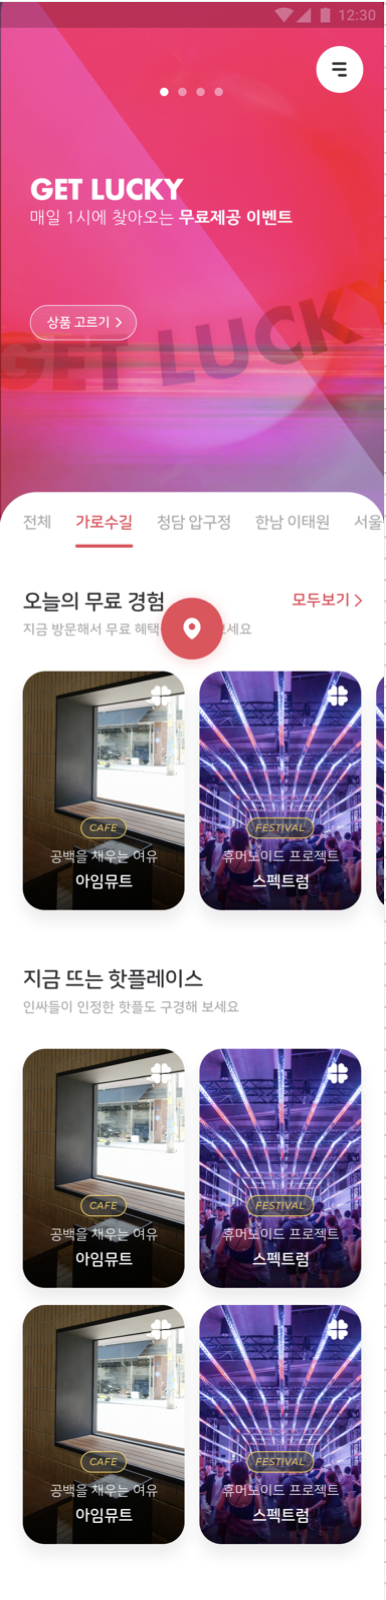 12:30
GET LUCKY
매일 1시에 찾아오는 무료제공 이벤트
상품 고르기
GET LUCKY
전체 가로수길 청담 압구정 한남 이태원 서울
오늘의 무료 경험
모두보기
지금 방문해서 무료 혜택 보세요
CAFE
공백을 채우는 여유
아임뮤트
FESTIVAL
휴머노이드 프로젝트
스펙트럼
지금 뜨는 핫플레이스
인싸들이 인정한 핫플도 구경해 보세요
CAFE
공백을 채우는 여유
아임뮤트
FESTIVAL
휴머노이드 프로젝트
스펙트럼
CAFE
공백을 채우는 여유
아임뮤트
FESTIVAL
휴머노이드 프로젝트
스펙트럼